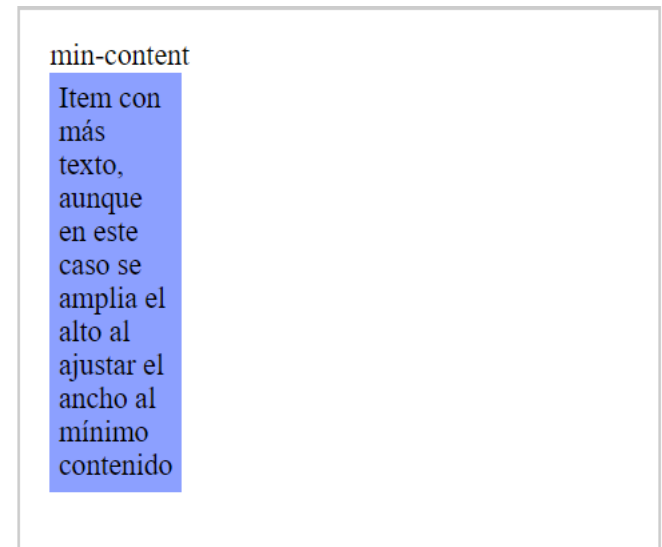 min-content
Item con
más
texto,
aunque
en este
caso se
amplia el
alto al
ajustar el
ancho al
mínimo
contenido